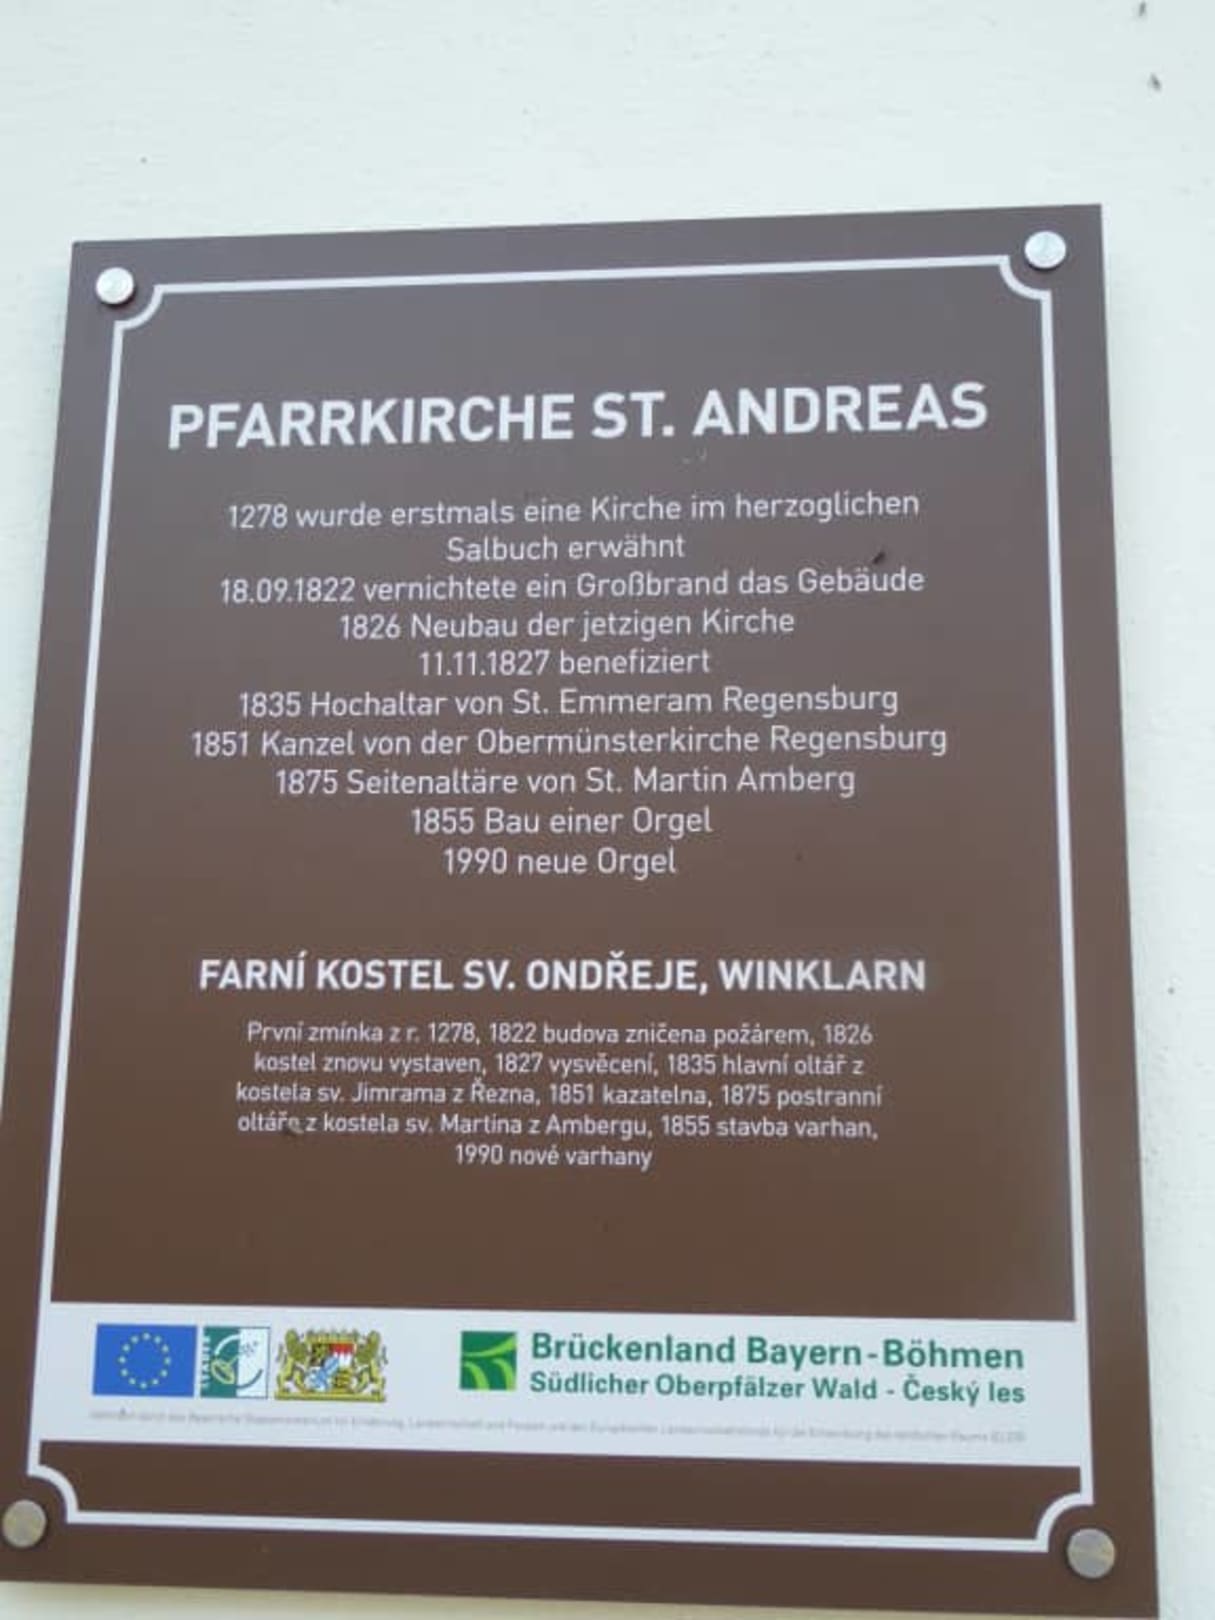 PFARRKIRCHE ST. ANDREAS
1278 wurde erstmals eine Kirche im herzoglichen
Salbuch erwähnt
18.09.1822 vernichtete ein Großbrand das Gebäude
1826 Neubau der jetzigen Kirche
11.11.1827 benefiziert
1835 Hochaltar von St. Emmeram Regensburg
1851 Kanzel von der Obermünsterkirche Regensburg
1875 Seitenaltäre von St. Martin Amberg
1855 Bau einer Orgel
1990 neue Orgel
FARNÍ KOSTEL SV. ONDŘEJE, WINKLARN
První zmínka z r. 1278, 1822 budova zničena požárem, 1826
kostel znovu vystaven, 1827 vysvěcení, 1835 hlavní oltář z
kostela sv. Jimrama z Řezna, 1851 kazatelna, 1875 postranní
oltáře z kostela sv. Martina z Ambergu, 1855 stavba varhan,
1990 nové varhany
Brückenland Bayern-Böhmen
Südlicher Oberpfälzer Wald - Český les